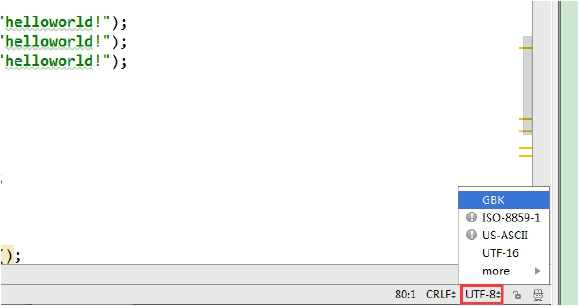 "helloworld!");
"helloworld!");
"helloworld!");
();
GBK
ISO-8859-1
US-ASCII
UTF-16
more
80:1 CRLF UTF-8